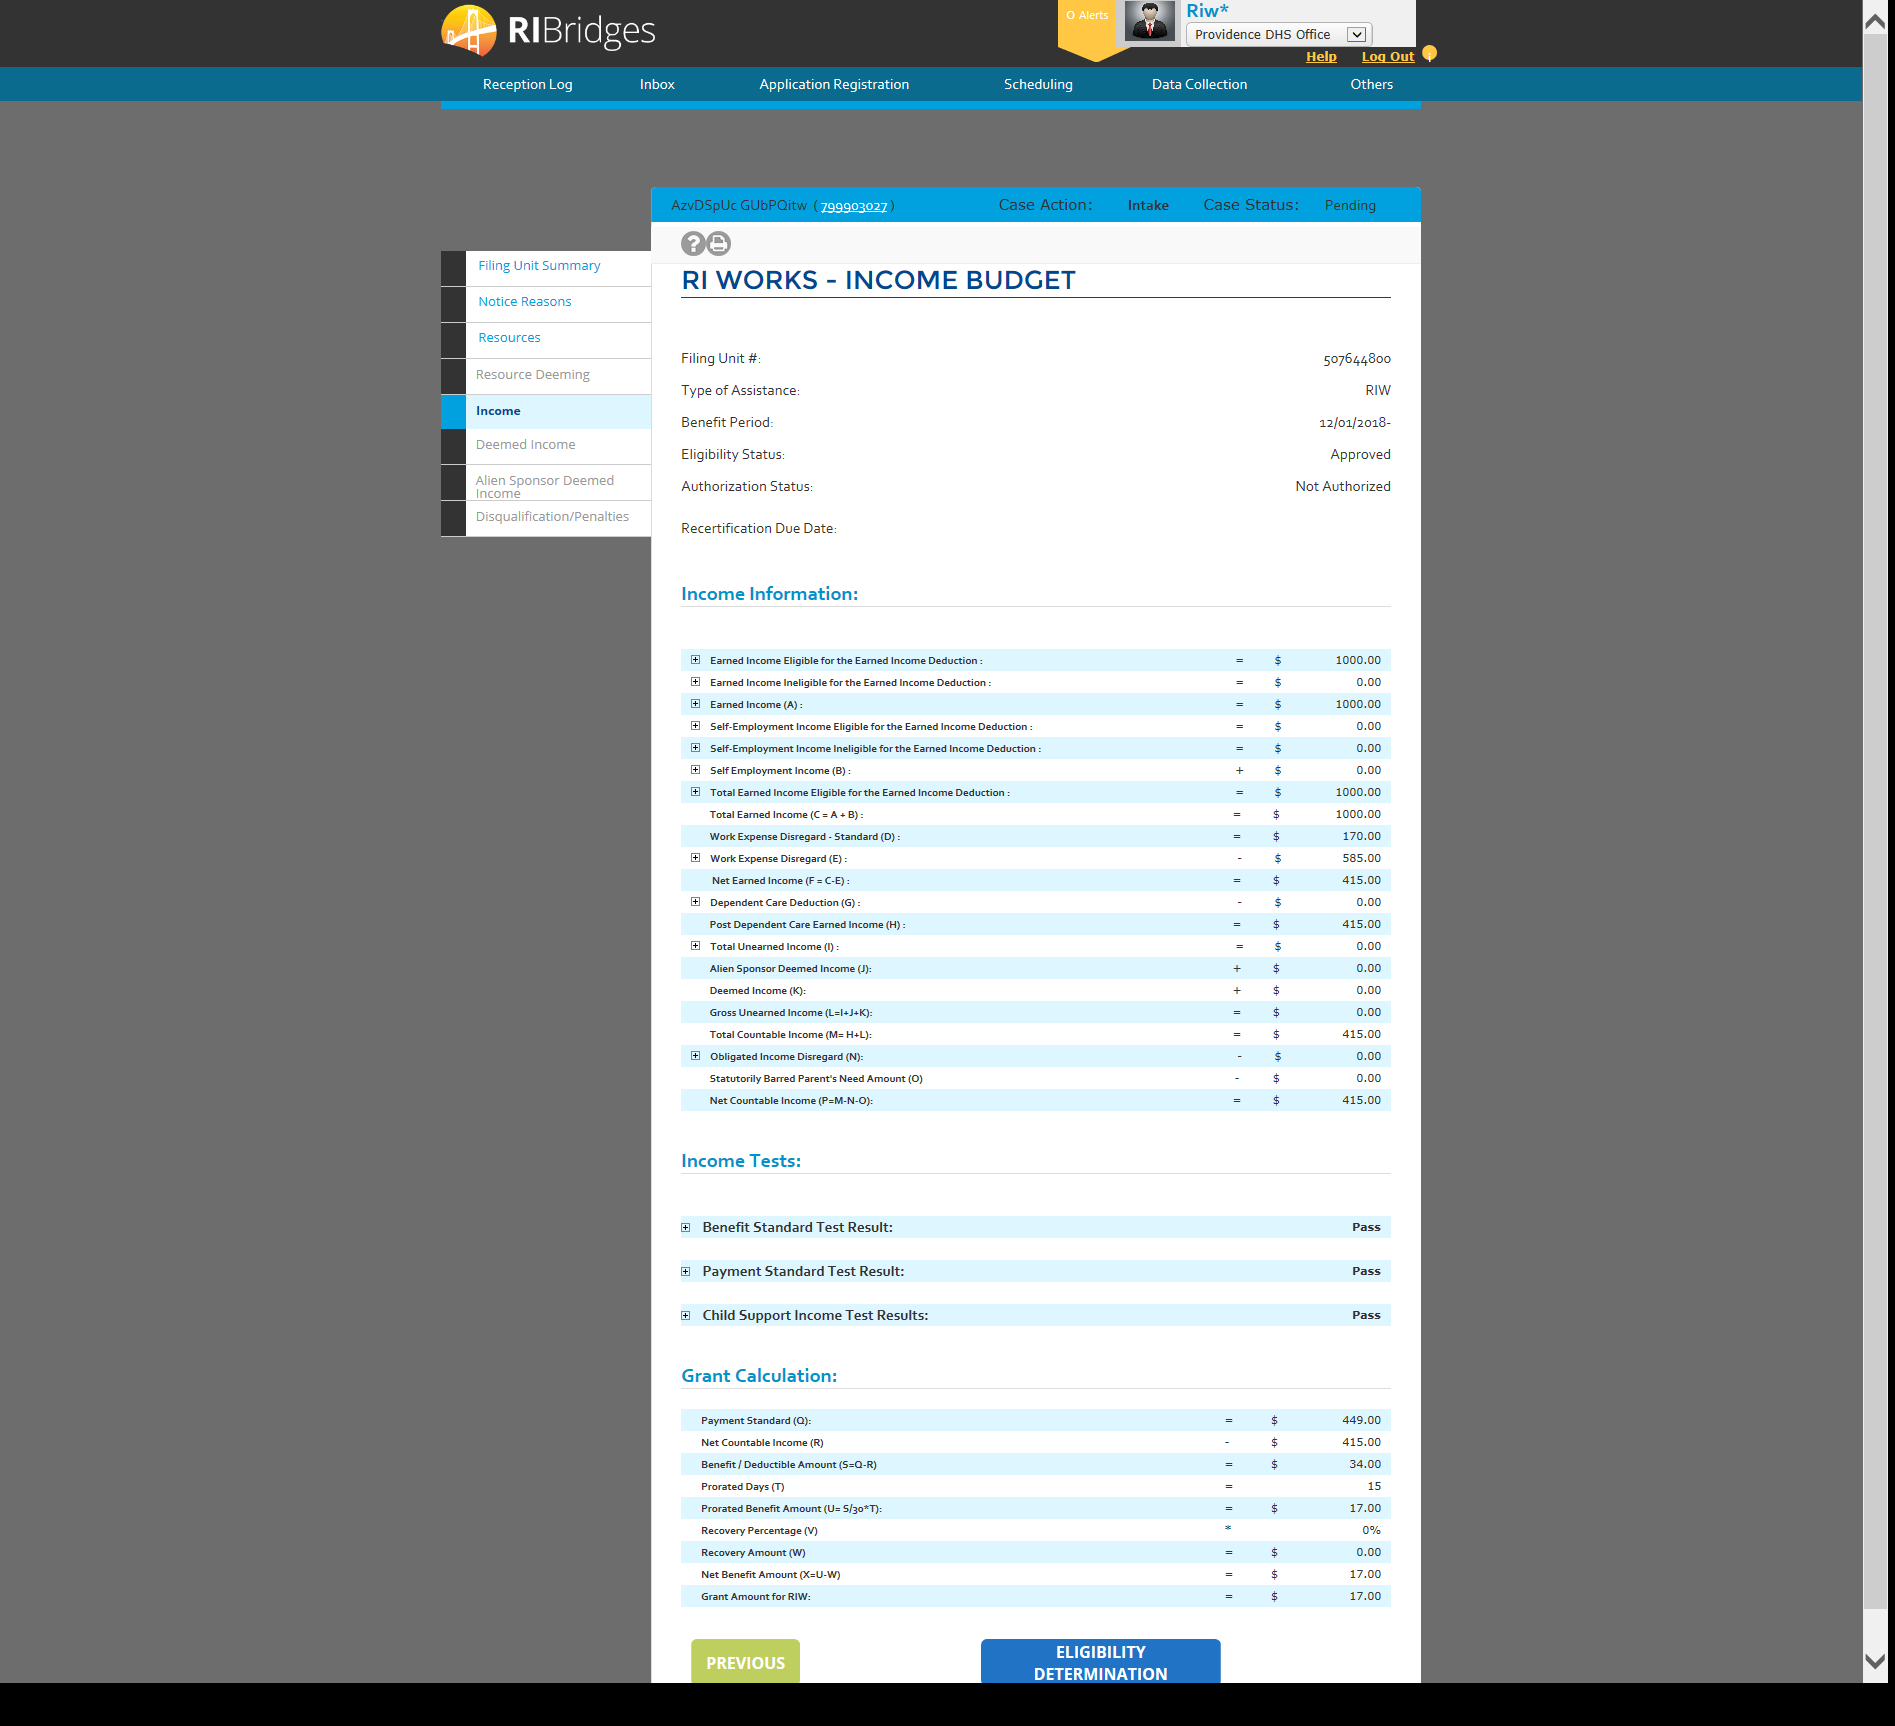 RIBridges
0 Alerts
Riw*
Providence DHS Office
Help
Log Out
Reception Log
Inbox
Application Registration
Scheduling
Data Collection
Others
AzvDSpUc GUbPQitw ( 799903027 )
Case Action: Intake
Case Status: Pending
?
RI WORKS - INCOME BUDGET
Filing Unit Summary
Notice Reasons
Resources
Resource Deeming
Income
Deemed Income
Alien Sponsor Deemed
Income
Disqualification/Penalties
Filing Unit #: 507644800
Type of Assistance: RIW
Benefit Period: 12/01/2018-
Eligibility Status: Approved
Authorization Status: Not Authorized
Recertification Due Date:
Income Information:
Earned Income Eligible for the Earned Income Deduction : = $ 1000.00
Earned Income Ineligible for the Earned Income Deduction : = $ 0.00
Earned Income (A) : = $ 1000.00
Self-Employment Income Eligible for the Earned Income Deduction : = $ 0.00
Self-Employment Income Ineligible for the Earned Income Deduction : = $ 0.00
Self Employment Income (B) : + $ 0.00
Total Earned Income Eligible for the Earned Income Deduction : = $ 1000.00
Total Earned Income (C = A + B) : = $ 1000.00
Work Expense Disregard - Standard (D) : = $ 170.00
Work Expense Disregard (E) : - $ 585.00
Net Earned Income (F = C-E) : = $ 415.00
Dependent Care Deduction (G) : - $ 0.00
Post Dependent Care Earned Income (H) : = $ 415.00
Total Unearned Income (I) : = $ 0.00
Alien Sponsor Deemed Income (J): + $ 0.00
Deemed Income (K): + $ 0.00
Gross Unearned Income (L=I+J+K): = $ 0.00
Total Countable Income (M= H+L): = $ 415.00
Obligated Income Disregard (N): - $ 0.00
Statutorily Barred Parent's Need Amount (O) - $ 0.00
Net Countable Income (P=M-N-O): = $ 415.00
Income Tests:
Benefit Standard Test Result: Pass
Payment Standard Test Result: Pass
Child Support Income Test Results: Pass
Grant Calculation:
Payment Standard (Q): = $ 449.00
Net Countable Income (R) - $ 415.00
Benefit / Deductible Amount (S=Q-R) = $ 34.00
Prorated Days (T) = 15
Prorated Benefit Amount (U= S/30*T): = $ 17.00
Recovery Percentage (V) * 0%
Recovery Amount (W) = $ 0.00
Net Benefit Amount (X=U-W) = $ 17.00
Grant Amount for RIW: = $ 17.00
PREVIOUS
ELIGIBILITY
DETERMINATION